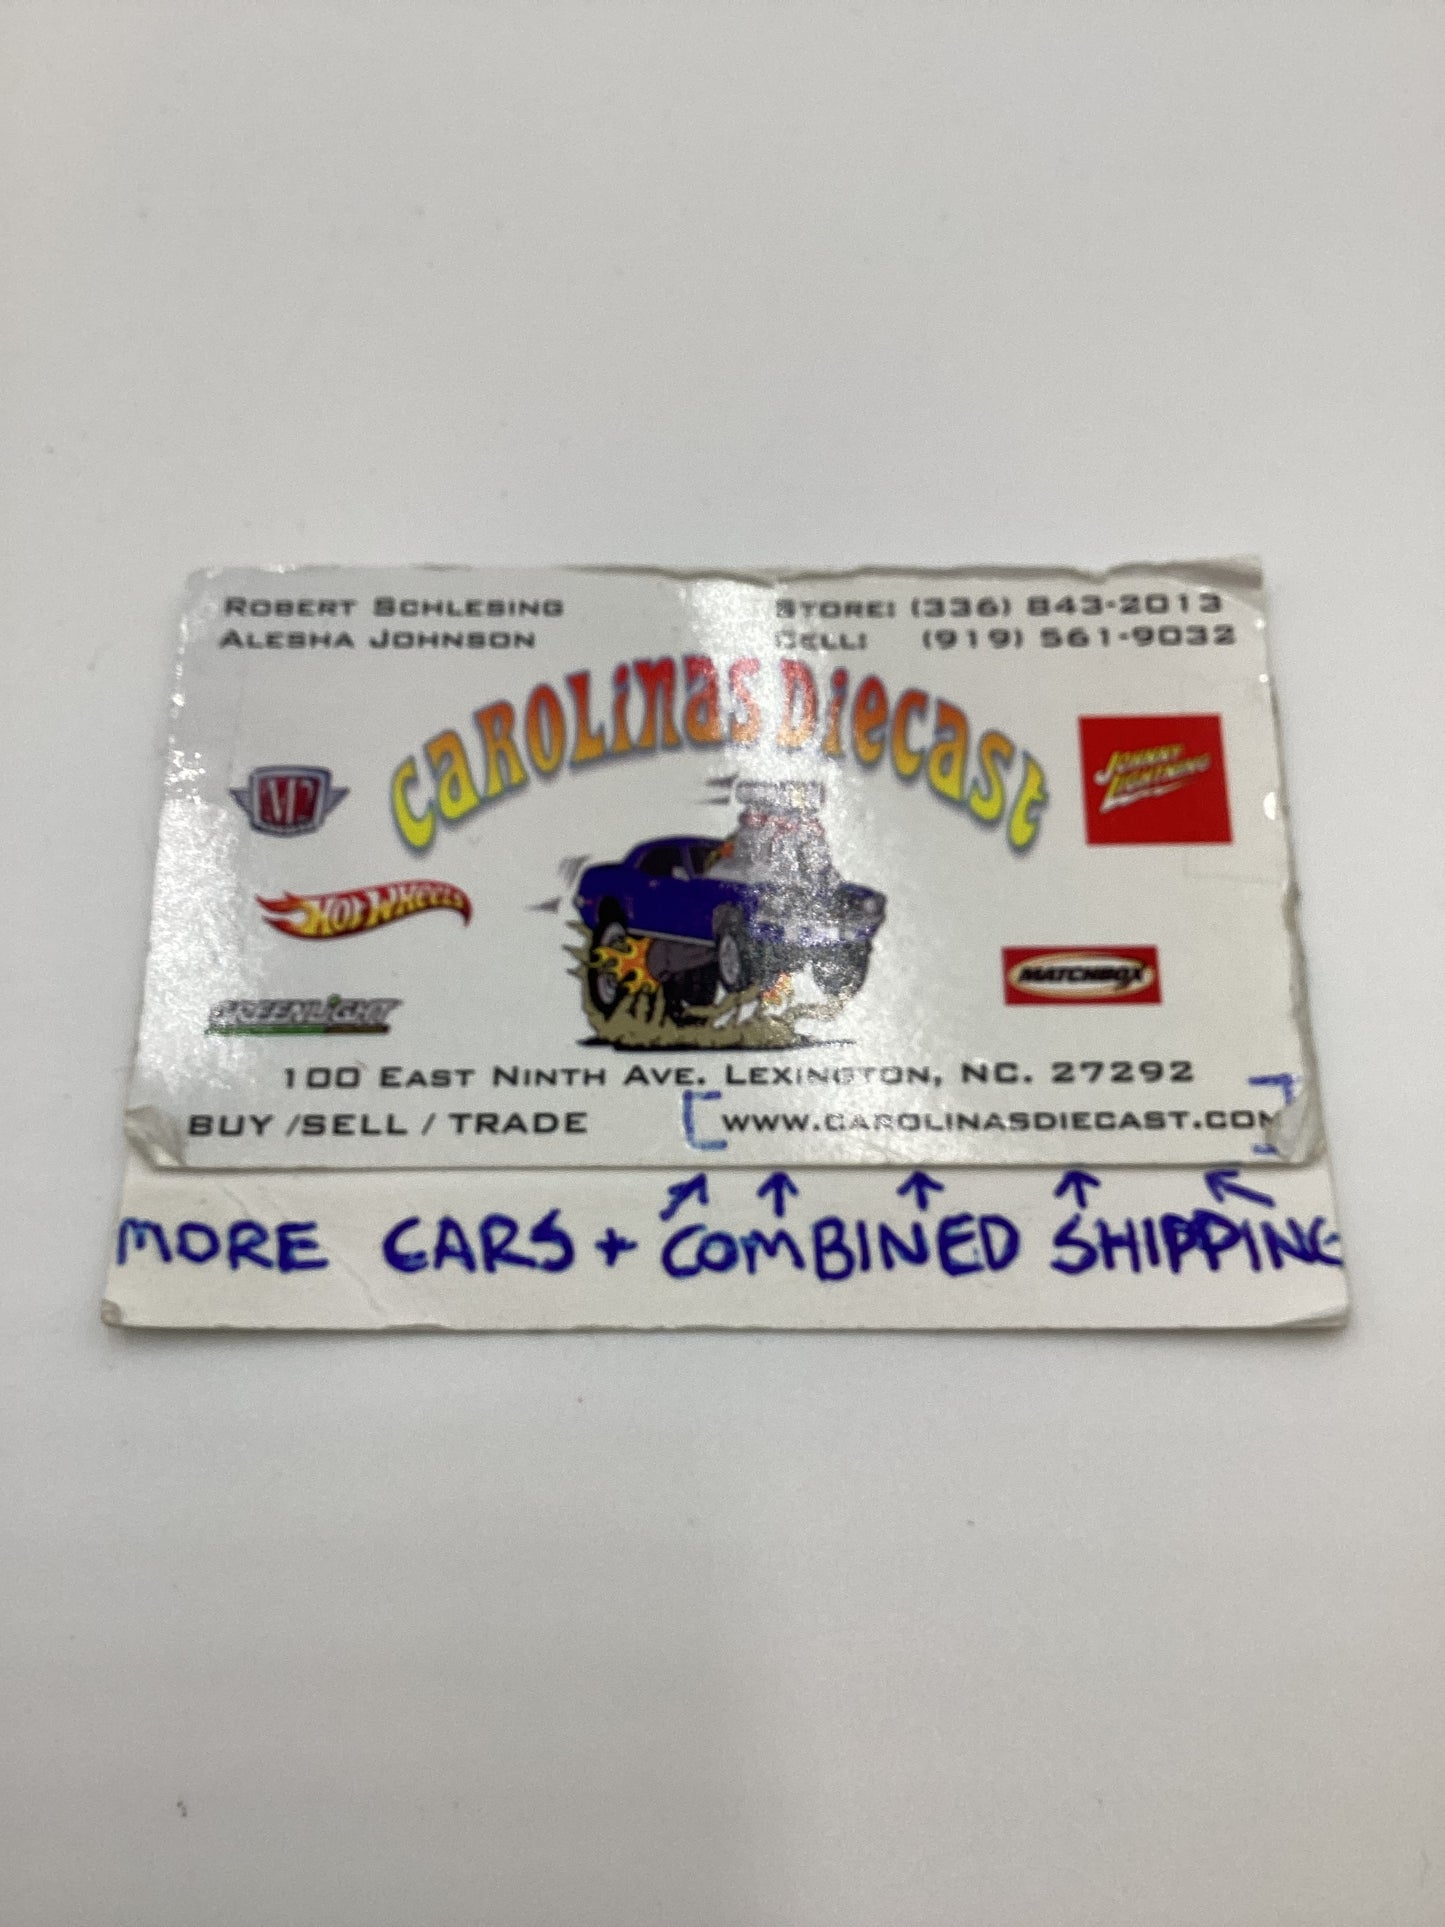 ROBERT SCHLESING
ALESHA JOHNSON
STORE: (336) 843-2013
CELL: (919) 561-9032
CAROLINAS DIECAST
M2
JOHNNY LIGHTNING
HOT WHEELS
MATCHBOX
GREENLIGHT
100 EAST NINTH AVE. LEXINGTON, NC. 27292
BUY /SELL / TRADE
WWW.CAROLINASDIECAST.COM
MORE CARS + COMBINED SHIPPING